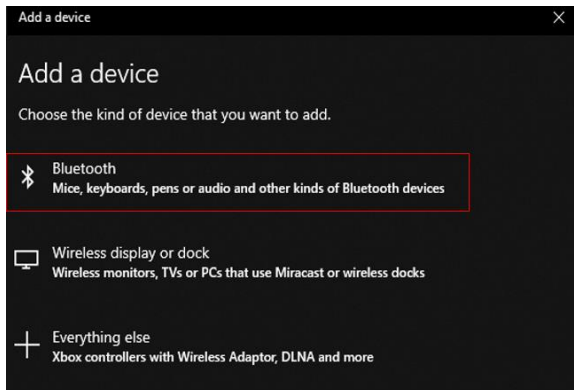 Add a device
Add a device
Choose the kind of device that you want to add.
Bluetooth
Mice, keyboards, pens or audio and other kinds of Bluetooth devices
Wireless display or dock
Wireless monitors, TVs or PCs that use Miracast or wireless docks
Everything else
Xbox controllers with Wireless Adaptor, DLNA and more